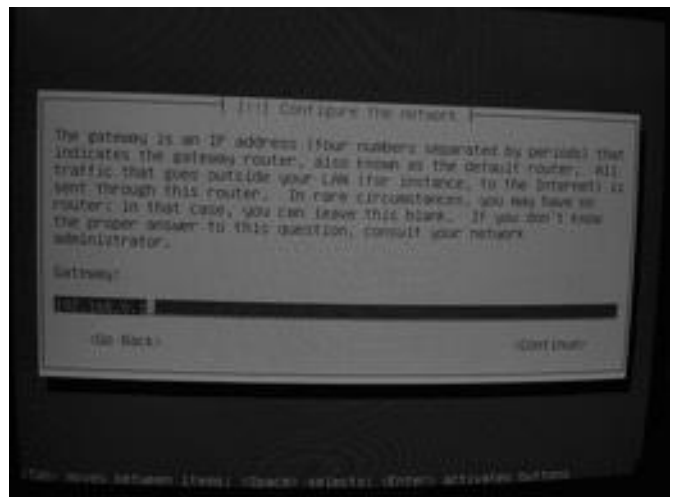 [!!] Configure the network
The gateway is an IP address (four numbers separated by periods) that
indicates the gateway router, also known as the default router. All
traffic that goes outside your LAN (for instance, to the Internet) is
sent through this router. In rare circumstances, you may have no
router; in that case, you can leave this blank. If you don't know
the proper answer to this question, consult your network
administrator.
Gateway:
<Go Back>
<Continue>
<Tab> moves between items; <Space> selects; <Enter> activates buttons